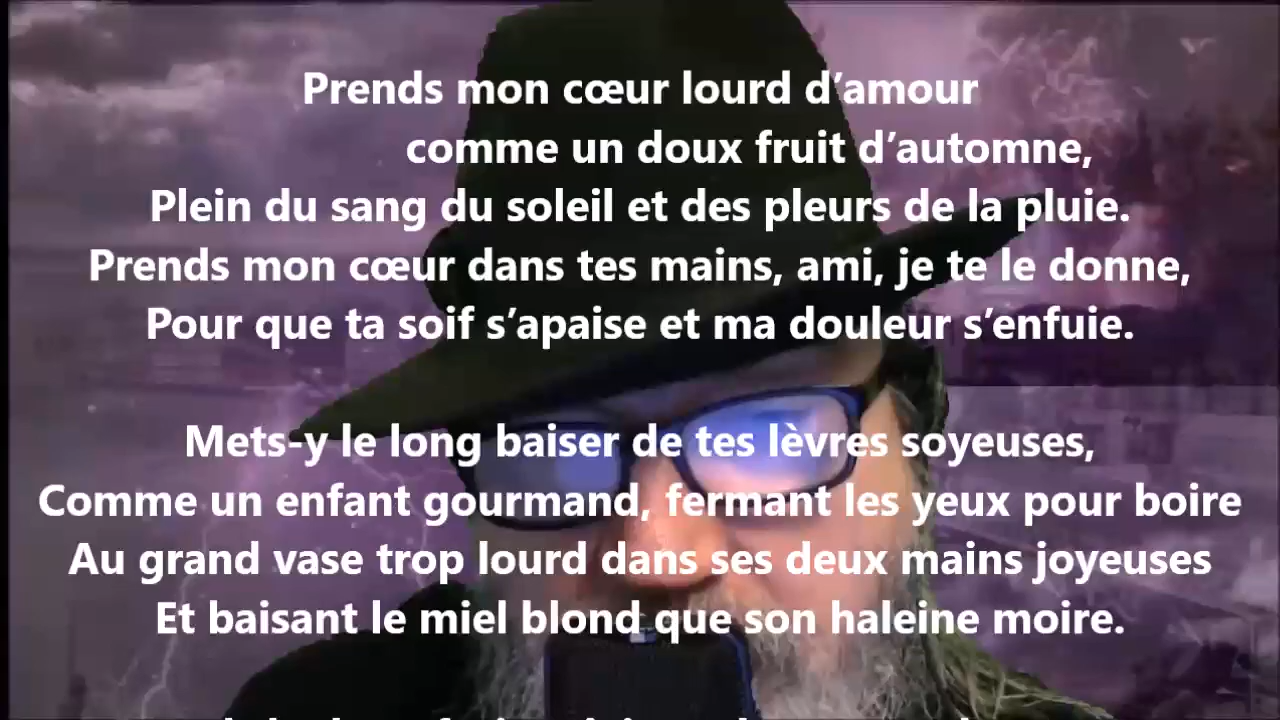 Prends mon cœur lourd d’amour
comme un doux fruit d’automne,
Plein du sang du soleil et des pleurs de la pluie.
Prends mon cœur dans tes mains, ami, je te le donne,
Pour que ta soif s’apaise et ma douleur s’enfuie.
Mets-y le long baiser de tes lèvres soyeuses,
Comme un enfant gourmand, fermant les yeux pour boire
Au grand vase trop lourd dans ses deux mains joyeuses
Et baisant le miel blond que son haleine moire.